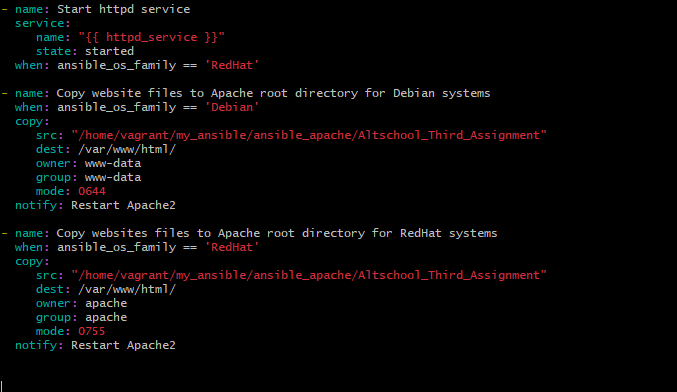 - name: Start httpd service
  service:
     name: "{{ httpd_service }}"
     state: started
  when: ansible_os_family == 'RedHat'

- name: Copy website files to Apache root directory for Debian systems
  when: ansible_os_family == 'Debian'
  copy:
     src: "/home/vagrant/my_ansible/ansible_apache/Altschool_Third_Assignment"
     dest: /var/www/html/
     owner: www-data
     group: www-data
     mode: 0644
  notify: Restart Apache2

- name: Copy websites files to Apache root directory for RedHat systems
  when: ansible_os_family == 'RedHat'
  copy:
     src: "/home/vagrant/my_ansible/ansible_apache/Altschool_Third_Assignment"
     dest: /var/www/html/
     owner: apache
     group: apache
     mode: 0755
  notify: Restart Apache2